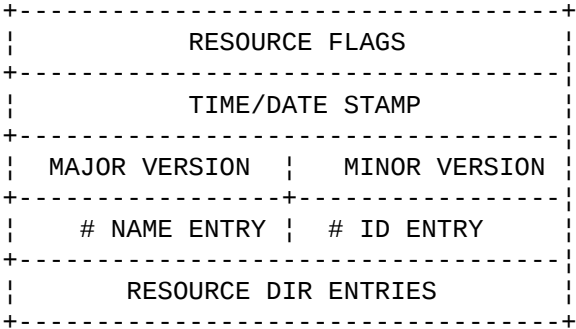 RESOURCE FLAGS
TIME/DATE STAMP
MAJOR VERSION ¦ MINOR VERSION
# NAME ENTRY ¦ # ID ENTRY
RESOURCE DIR ENTRIES